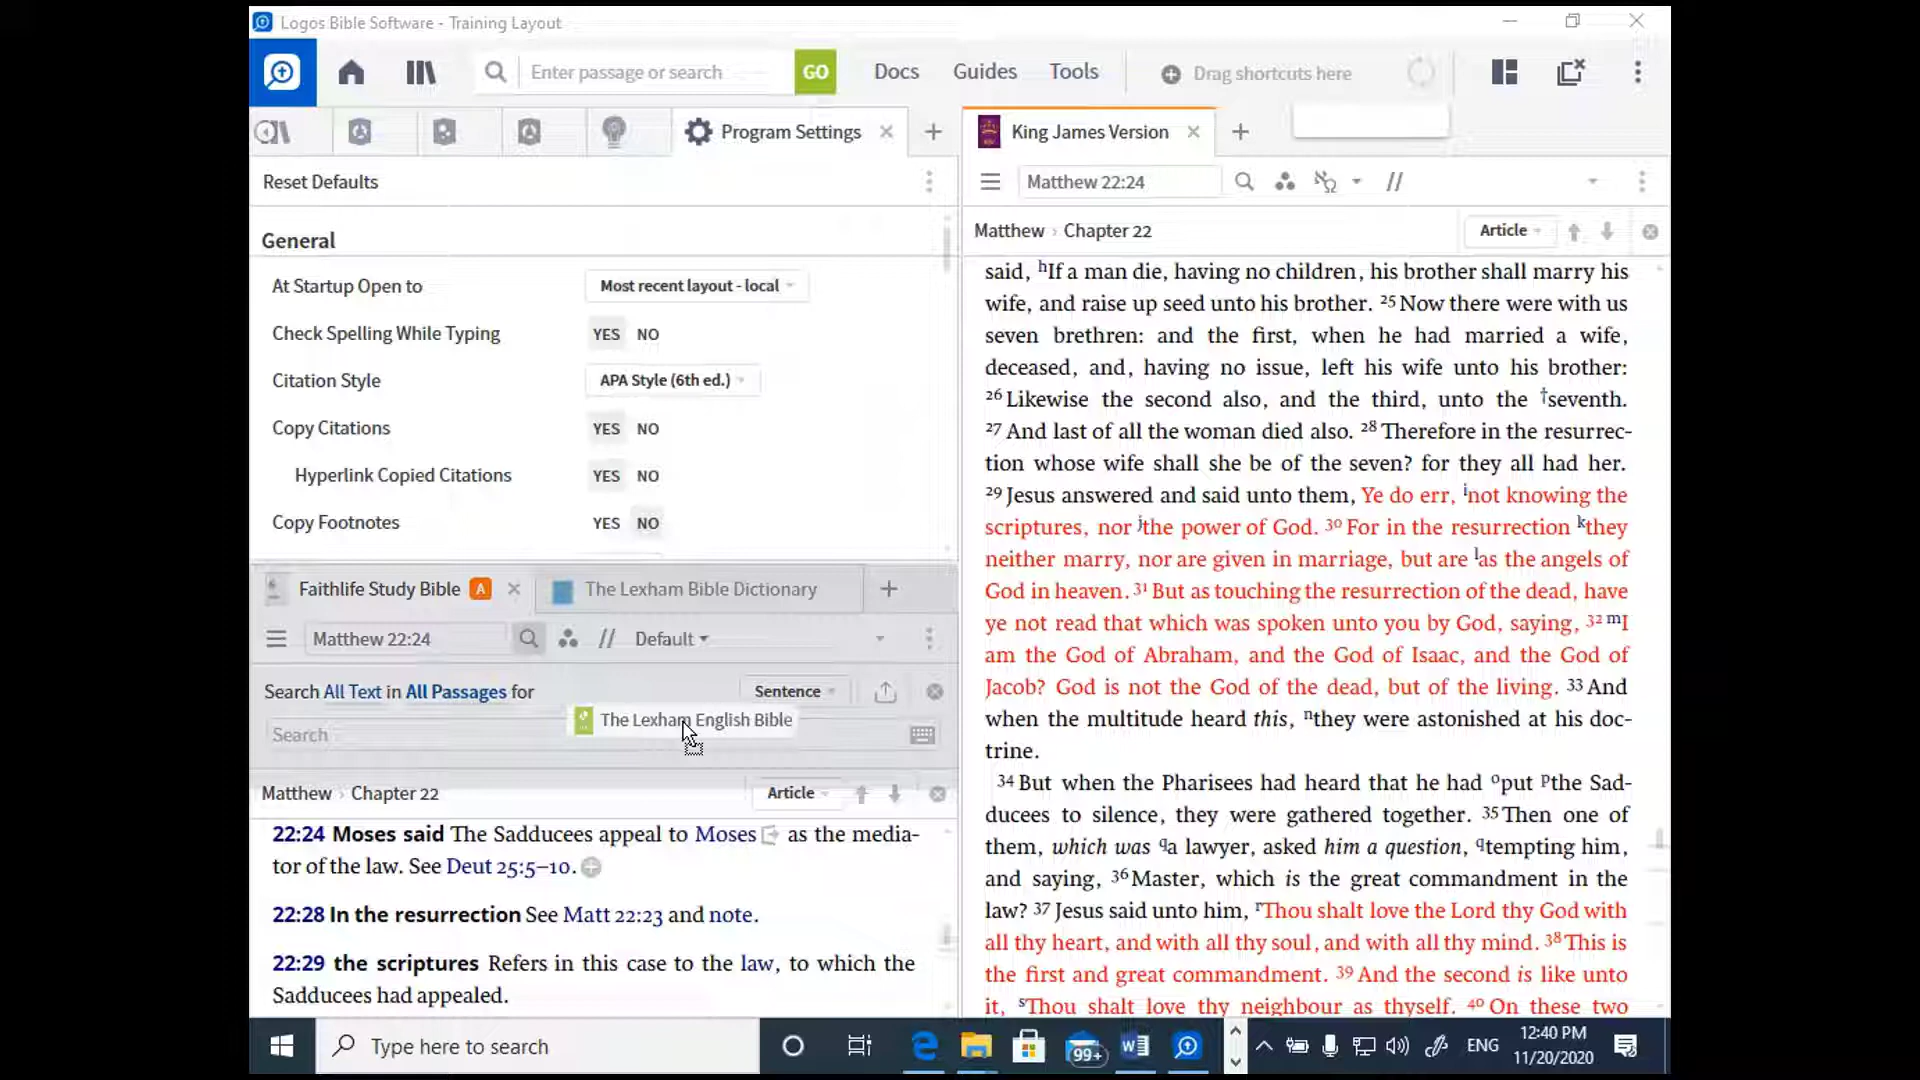 Logos Bible Software - Training Layout
Enter passage or search
GO
Docs
Guides
Tools
Drag shortcuts here
Program Settings
Reset Defaults
General
At Startup Open to
Most recent layout - local
Check Spelling While Typing
YES NO
Citation Style
APA Style (6th ed.)
Copy Citations
YES NO
Hyperlink Copied Citations
YES NO
Copy Footnotes
YES NO
Faithlife Study Bible A
The Lexham Bible Dictionary
Matthew 22:24
// Default
Search All Text in All Passages for
Sentence
The Lexham English Bible
Search
Matthew › Chapter 22
Article
22:24 Moses said The Sadducees appeal to Moses as the media-
tor of the law. See Deut 25:5–10.
22:28 In the resurrection See Matt 22:23 and note.
22:29 the scriptures Refers in this case to the law, to which the
Sadducees had appealed.
King James Version
Matthew 22:24
//
Matthew › Chapter 22
Article
said, hIf a man die, having no children, his brother shall marry his
wife, and raise up seed unto his brother. 25 Now there were with us
seven brethren: and the first, when he had married a wife,
deceased, and, having no issue, left his wife unto his brother:
26 Likewise the second also, and the third, unto the †seventh.
27 And last of all the woman died also. 28 Therefore in the resurrec-
tion whose wife shall she be of the seven? for they all had her.
29 Jesus answered and said unto them, Ye do err, inot knowing the
scriptures, nor jthe power of God. 30 For in the resurrection kthey
neither marry, nor are given in marriage, but are las the angels of
God in heaven. 31 But as touching the resurrection of the dead, have
ye not read that which was spoken unto you by God, saying, 32 mI
am the God of Abraham, and the God of Isaac, and the God of
Jacob? God is not the God of the dead, but of the living. 33 And
when the multitude heard this, nthey were astonished at his doc-
trine.
34 But when the Pharisees had heard that he had oput pthe Sad-
ducees to silence, they were gathered together. 35 Then one of
them, which was qa lawyer, asked him a question, qtempting him,
and saying, 36 Master, which is the great commandment in the
law? 37 Jesus said unto him, rThou shalt love the Lord thy God with
all thy heart, and with all thy soul, and with all thy mind. 38 This is
the first and great commandment. 39 And the second is like unto
it, sThou shalt love thy neighbour as thyself. 40 On these two
Type here to search
99+
ENG
12:40 PM
11/20/2020